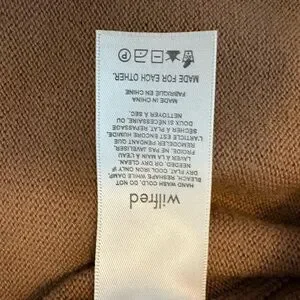 wilfred
HAND WASH COLD. DO NOT
BLEACH. RESHAPE WHILE DAMP.
DRY FLAT. COOL IRON ONLY IF
NEEDED. OR DRY CLEAN.
LAVER À LA MAIN À L'EAU
FROIDE. NE PAS JAVELISER.
REMODELER PENDANT QUE
L'ARTICLE EST ENCORE HUMIDE.
SÉCHER À PLAT. REPASSAGE
DOUX SI NÉCESSAIRE. OU
NETTOYER À SEC.
MADE IN CHINA
FABRIQUÉ EN CHINE
MADE FOR EACH OTHER.
P